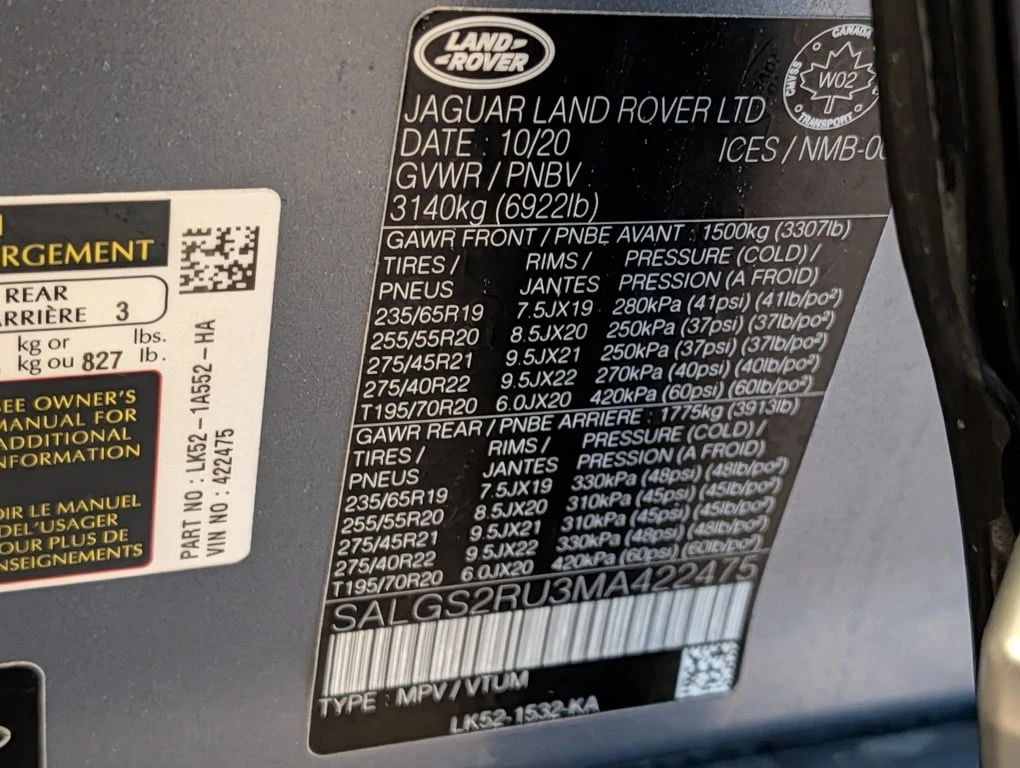 LAND-
-ROVER
JAGUAR LAND ROVER LTD
DATE : 10/20
ICES / NMB-00
GVWR / PNBV
3140kg (6922lb)
CANADA
CMVSS
NSVAC
W02
TRANSPORT
GAWR FRONT / PNBE AVANT : 1500kg (3307lb)
TIRES / RIMS / PRESSURE (COLD) /
PNEUS JANTES PRESSION (A FROID)
235/65R19 7.5JX19 280kPa (41psi) (41lb/po²)
255/55R20 8.5JX20 250kPa (37psi) (37lb/po²)
275/45R21 9.5JX21 250kPa (37psi) (37lb/po²)
275/40R22 9.5JX22 270kPa (40psi) (40lb/po²)
T195/70R20 6.0JX20 420kPa (60psi) (60lb/po²)
GAWR REAR / PNBE ARRIERE : 1775kg (3913lb)
TIRES / RIMS / PRESSURE (COLD) /
PNEUS JANTES PRESSION (A FROID)
235/65R19 7.5JX19 330kPa (48psi) (48lb/po²)
255/55R20 8.5JX20 310kPa (45psi) (45lb/po²)
275/45R21 9.5JX21 310kPa (45psi) (45lb/po²)
275/40R22 9.5JX22 330kPa (48psi) (48lb/po²)
T195/70R20 6.0JX20 420kPa (60psi) (60lb/po²)
SALGS2RU3MA422475
TYPE : MPV / VTUM
LK52-1532-KA
RGEMENT
REAR
ARRIÈRE 3
kg or lbs.
kg ou 827 lb.
SEE OWNER'S
MANUAL FOR
ADDITIONAL
NFORMATION
OIR LE MANUEL
DEL'USAGER
OUR PLUS DE
NSEIGNEMENTS
PART NO : LK52-1A552-HA
VIN NO : 422475